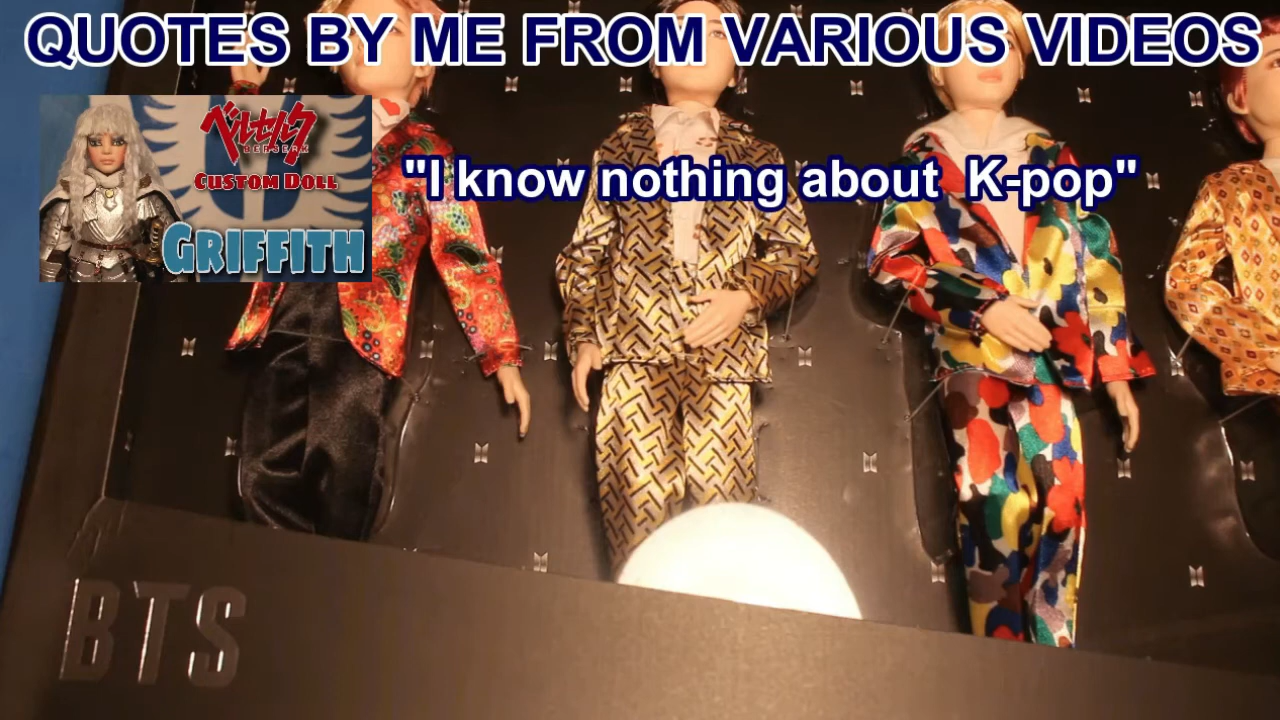 QUOTES BY ME FROM VARIOUS VIDEOS
ベルセルク
BERSERK
CUSTOM DOLL
GRIFFITH
"I know nothing about K-pop"
BTS